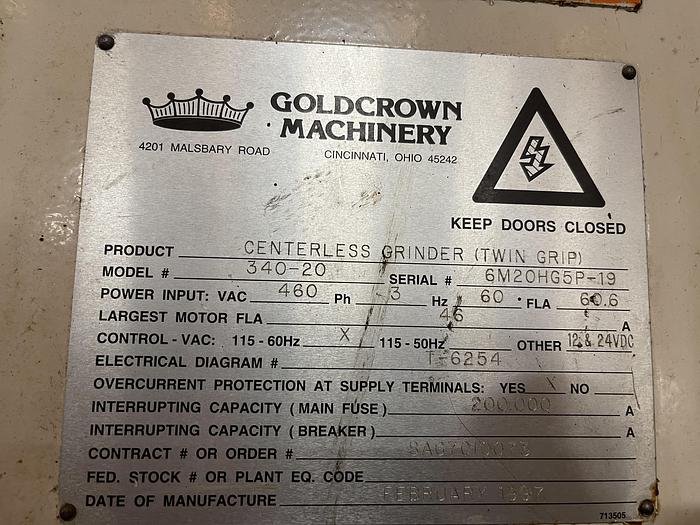 GOLDCROWN
MACHINERY
4201 MALSBARY ROAD CINCINNATI, OHIO 45242
KEEP DOORS CLOSED
PRODUCT CENTERLESS GRINDER (TWIN GRIP)
MODEL # 340-20 SERIAL # 6M20HG5P-19
POWER INPUT: VAC 460 Ph 3 Hz 60 FLA 60.6
LARGEST MOTOR FLA 46 A
CONTROL - VAC: 115-60Hz X 115-50Hz OTHER 12 & 24VDC
ELECTRICAL DIAGRAM # T-6254
OVERCURRENT PROTECTION AT SUPPLY TERMINALS: YES X NO
INTERRUPTING CAPACITY (MAIN FUSE) 200,000 A
INTERRUPTING CAPACITY (BREAKER) A
CONTRACT # OR ORDER #
FED. STOCK # OR PLANT EQ. CODE
DATE OF MANUFACTURE FEBRUARY 1997
713505